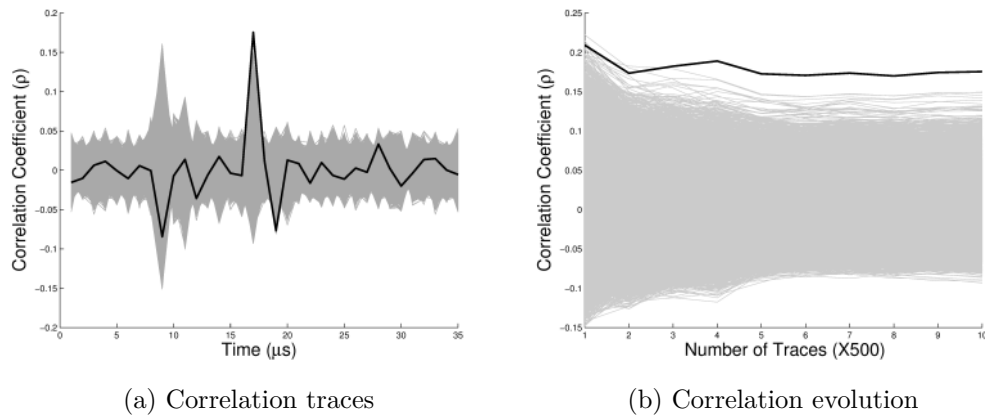 0.2
0.15
0.1
0.05
0
−0.05
−0.1
−0.15
−0.2
Correlation Coefficient (ρ)
0 5 10 15 20 25 30 35
Time (μs)
(a) Correlation traces
0.25
0.2
0.15
0.1
0.05
0
−0.05
−0.1
−0.15
Correlation Coefficient (ρ)
1 2 3 4 5 6 7 8 9 10
Number of Traces (X500)
(b) Correlation evolution